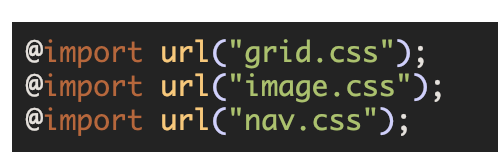 @import url("grid.css");
@import url("image.css");
@import url("nav.css");